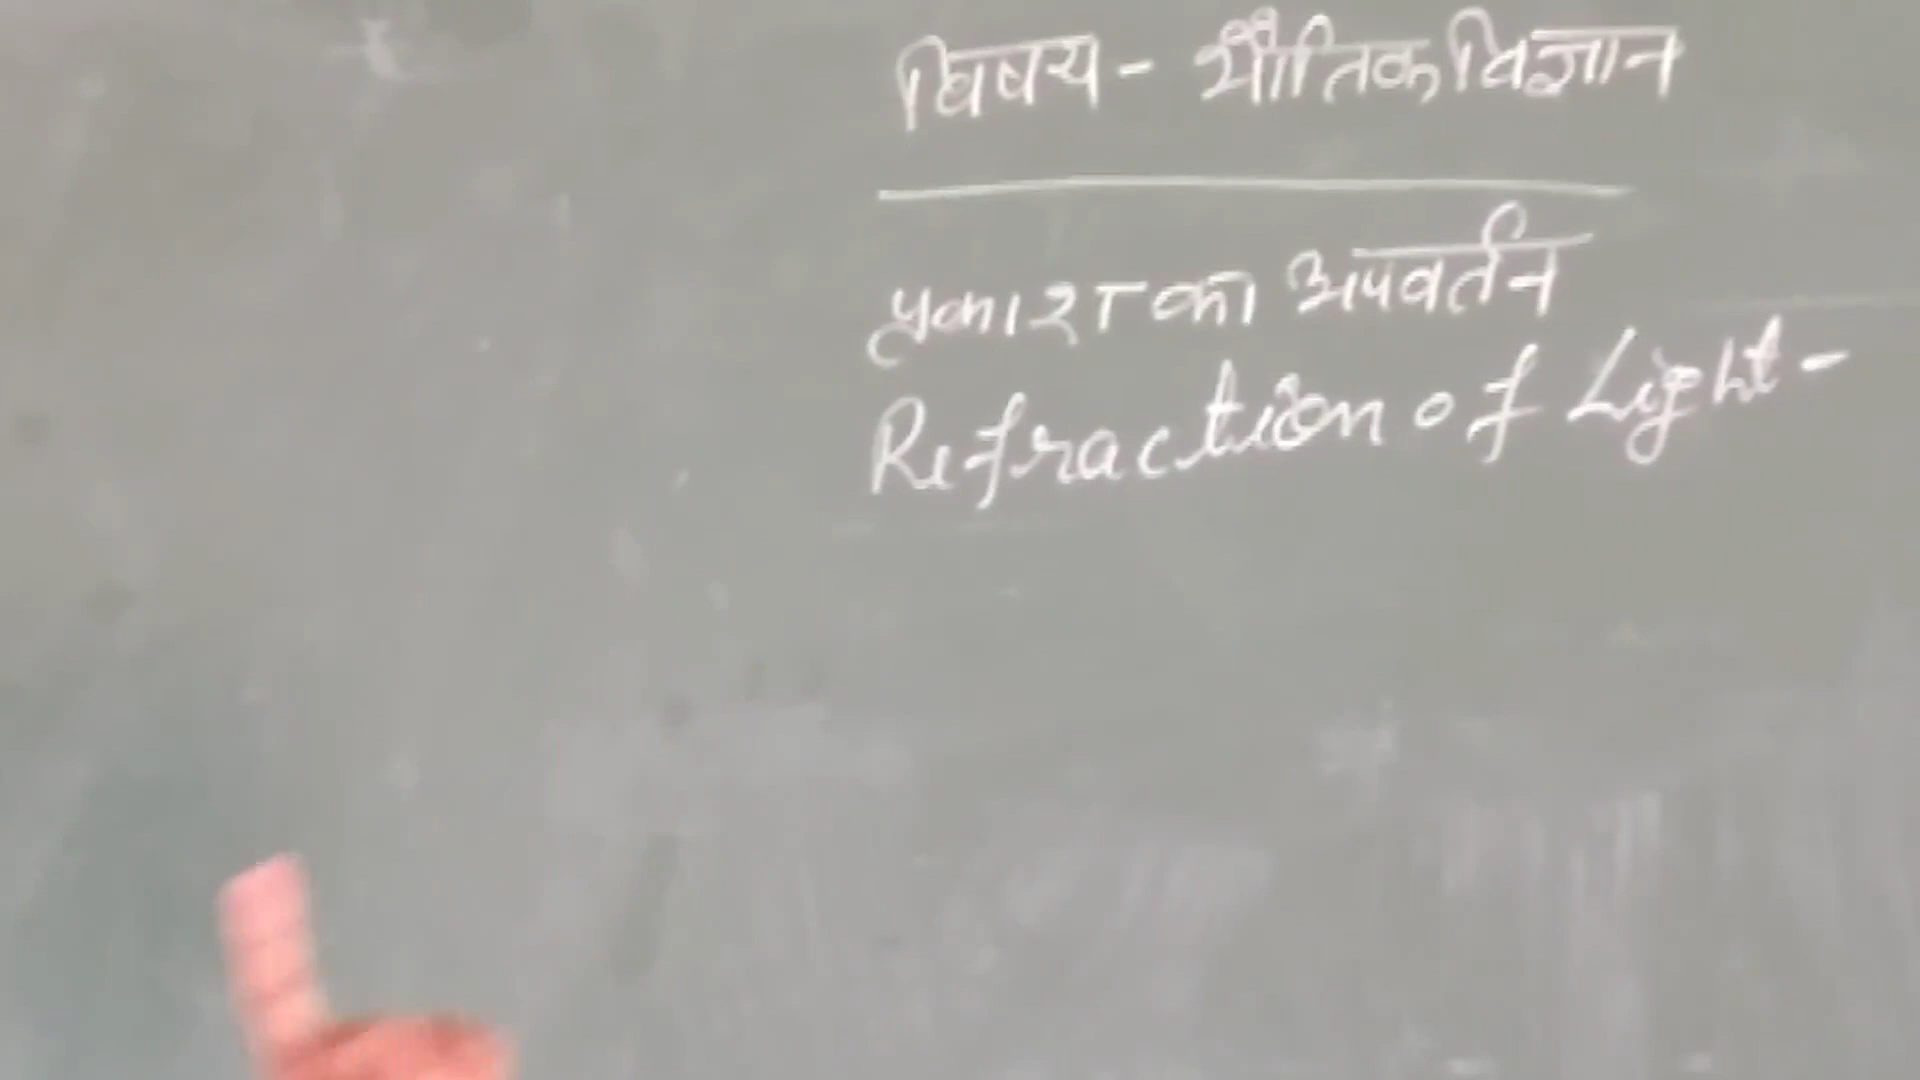 विषय - भौतिक विज्ञान
प्रकाश का अपवर्तन
Refraction of Light -